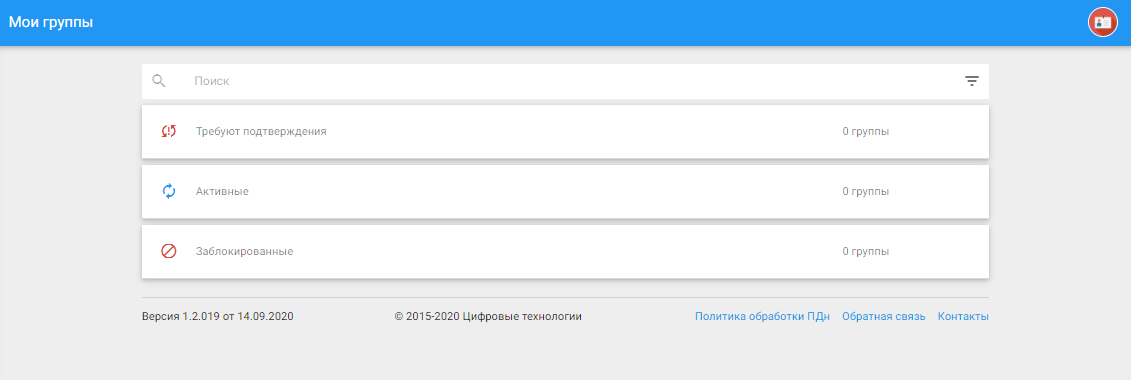 Мои группы
Поиск
Требуют подтверждения 0 группы
Активные 0 группы
Заблокированные 0 группы
Версия 1.2.019 от 14.09.2020 © 2015-2020 Цифровые технологии Политика обработки ПДн Обратная связь Контакты